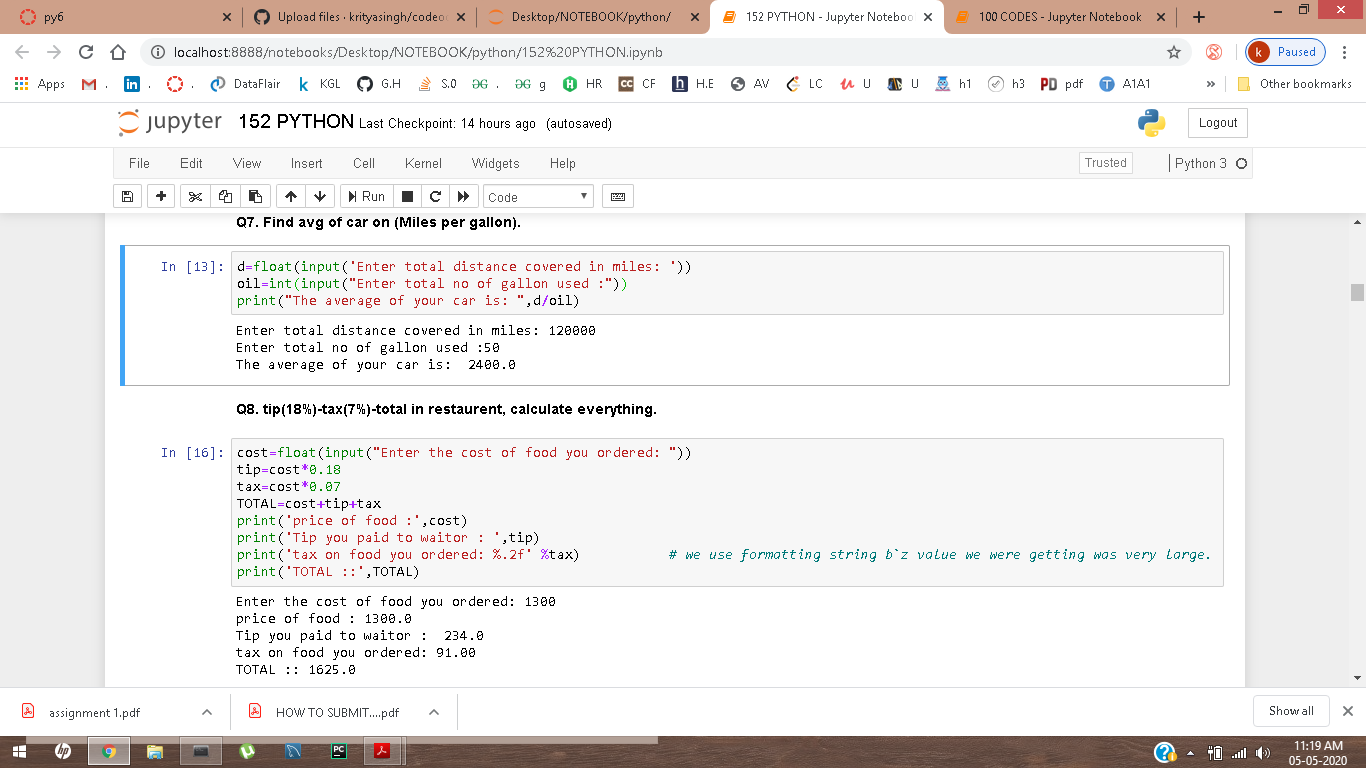 py6
Upload files · krityasingh/codeo
Desktop/NOTEBOOK/python/
152 PYTHON - Jupyter Noteboo
100 CODES - Jupyter Notebook
localhost:8888/notebooks/Desktop/NOTEBOOK/python/152%20PYTHON.ipynb
k Paused
Apps . in . . DataFlair k KGL G.H S.O . g HR CC CF h H.E AV LC U U h1 h3 PD pdf T A1A1 » Other bookmarks
jupyter 152 PYTHON Last Checkpoint: 14 hours ago (autosaved) Logout
File Edit View Insert Cell Kernel Widgets Help Trusted Python 3
Run Code
Q7. Find avg of car on (Miles per gallon).
In [13]: d=float(input('Enter total distance covered in miles: '))
oil=int(input("Enter total no of gallon used :"))
print("The average of your car is: ",d/oil)
Enter total distance covered in miles: 120000
Enter total no of gallon used :50
The average of your car is:  2400.0
Q8. tip(18%)-tax(7%)-total in restaurent, calculate everything.
In [16]: cost=float(input("Enter the cost of food you ordered: "))
tip=cost*0.18
tax=cost*0.07
TOTAL=cost+tip+tax
print('price of food :',cost)
print('Tip you paid to waitor : ',tip)
print('tax on food you ordered: %.2f' %tax) # we use formatting string b`z value we were getting was very large.
print('TOTAL ::',TOTAL)
Enter the cost of food you ordered: 1300
price of food : 1300.0
Tip you paid to waitor :  234.0
tax on food you ordered: 91.00
TOTAL :: 1625.0
assignment 1.pdf
HOW TO SUBMIT....pdf
Show all
hp
PC
11:19 AM
05-05-2020